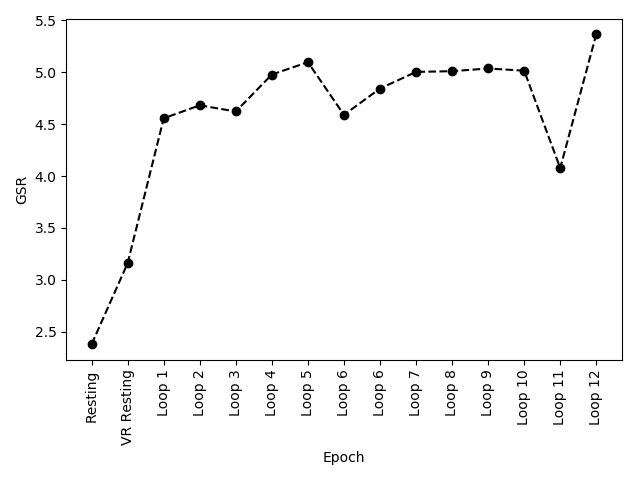 5.5
5.0
4.5
4.0
3.5
3.0
2.5
GSR
Resting
VR Resting
Loop 1
Loop 2
Loop 3
Loop 4
Loop 5
Loop 6
Loop 6
Loop 7
Loop 8
Loop 9
Loop 10
Loop 11
Loop 12
Epoch